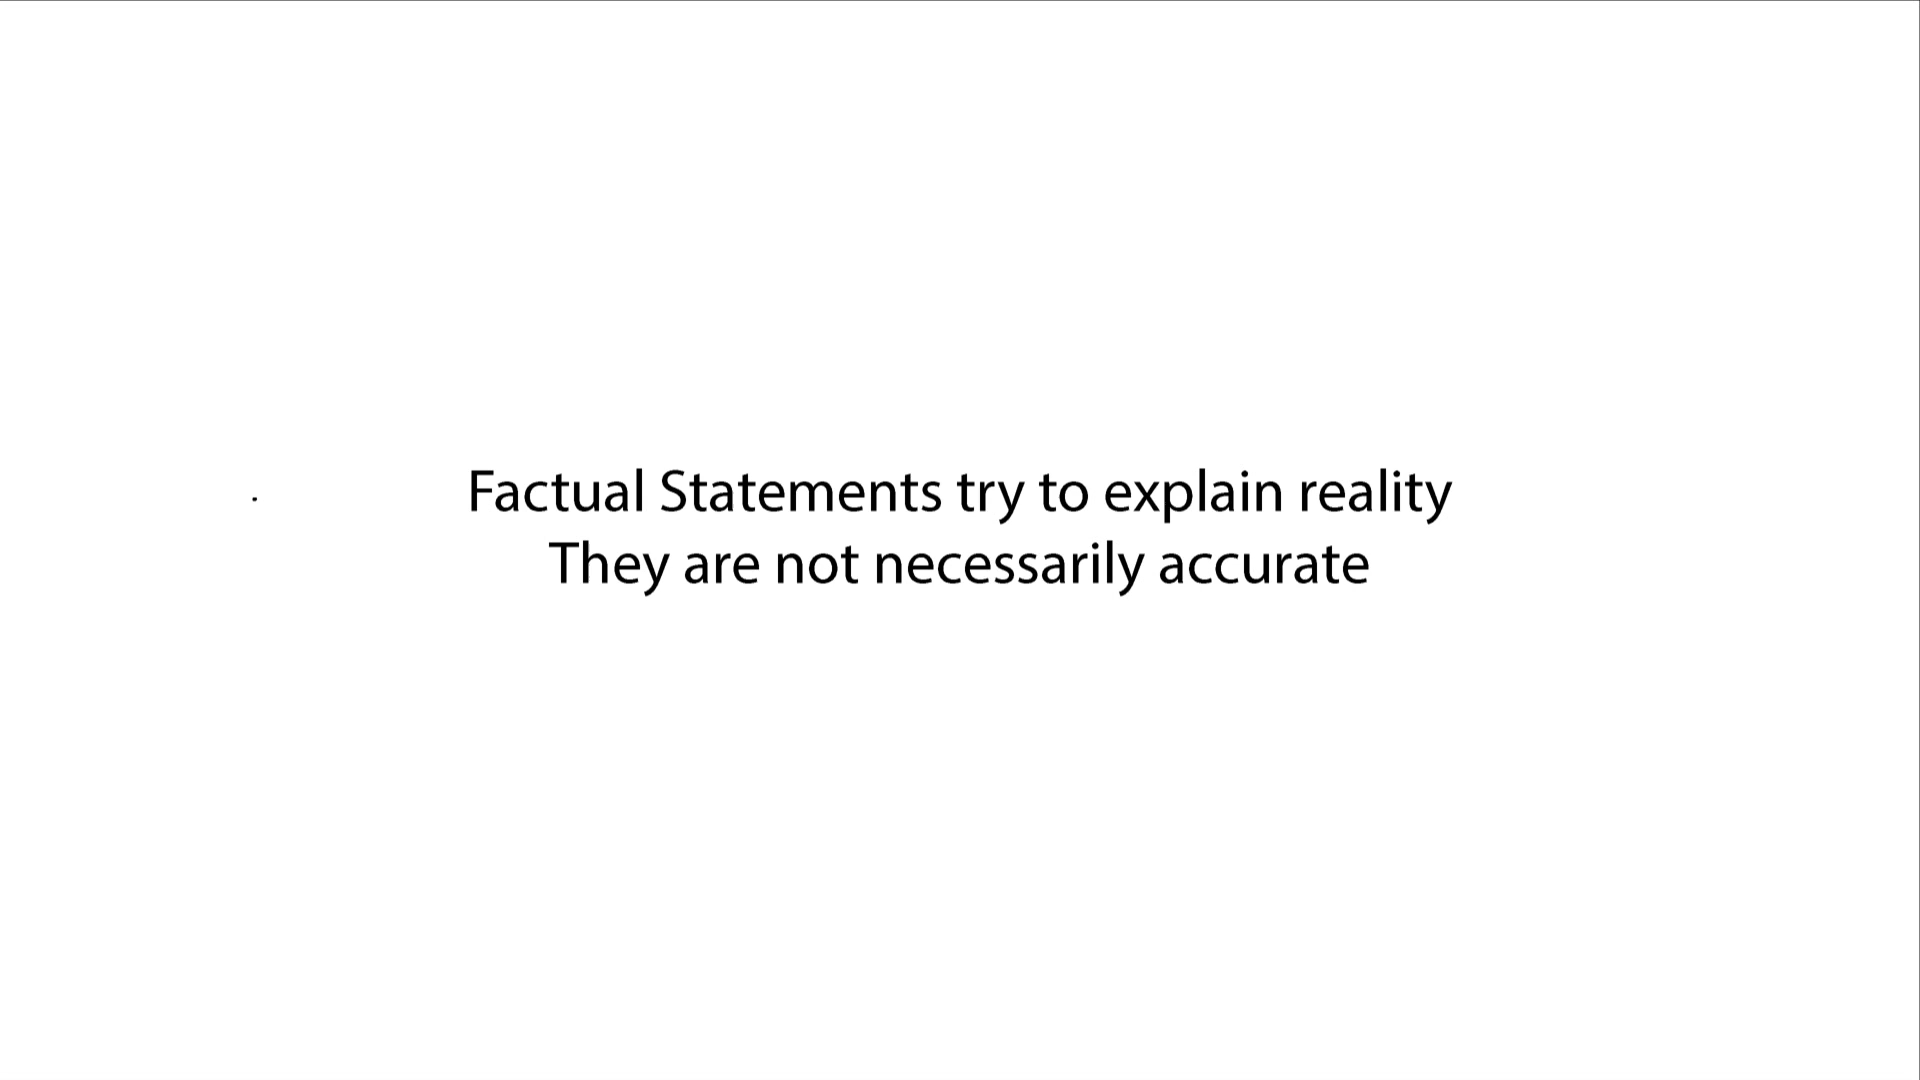 Factual Statements try to explain reality
They are not necessarily accurate